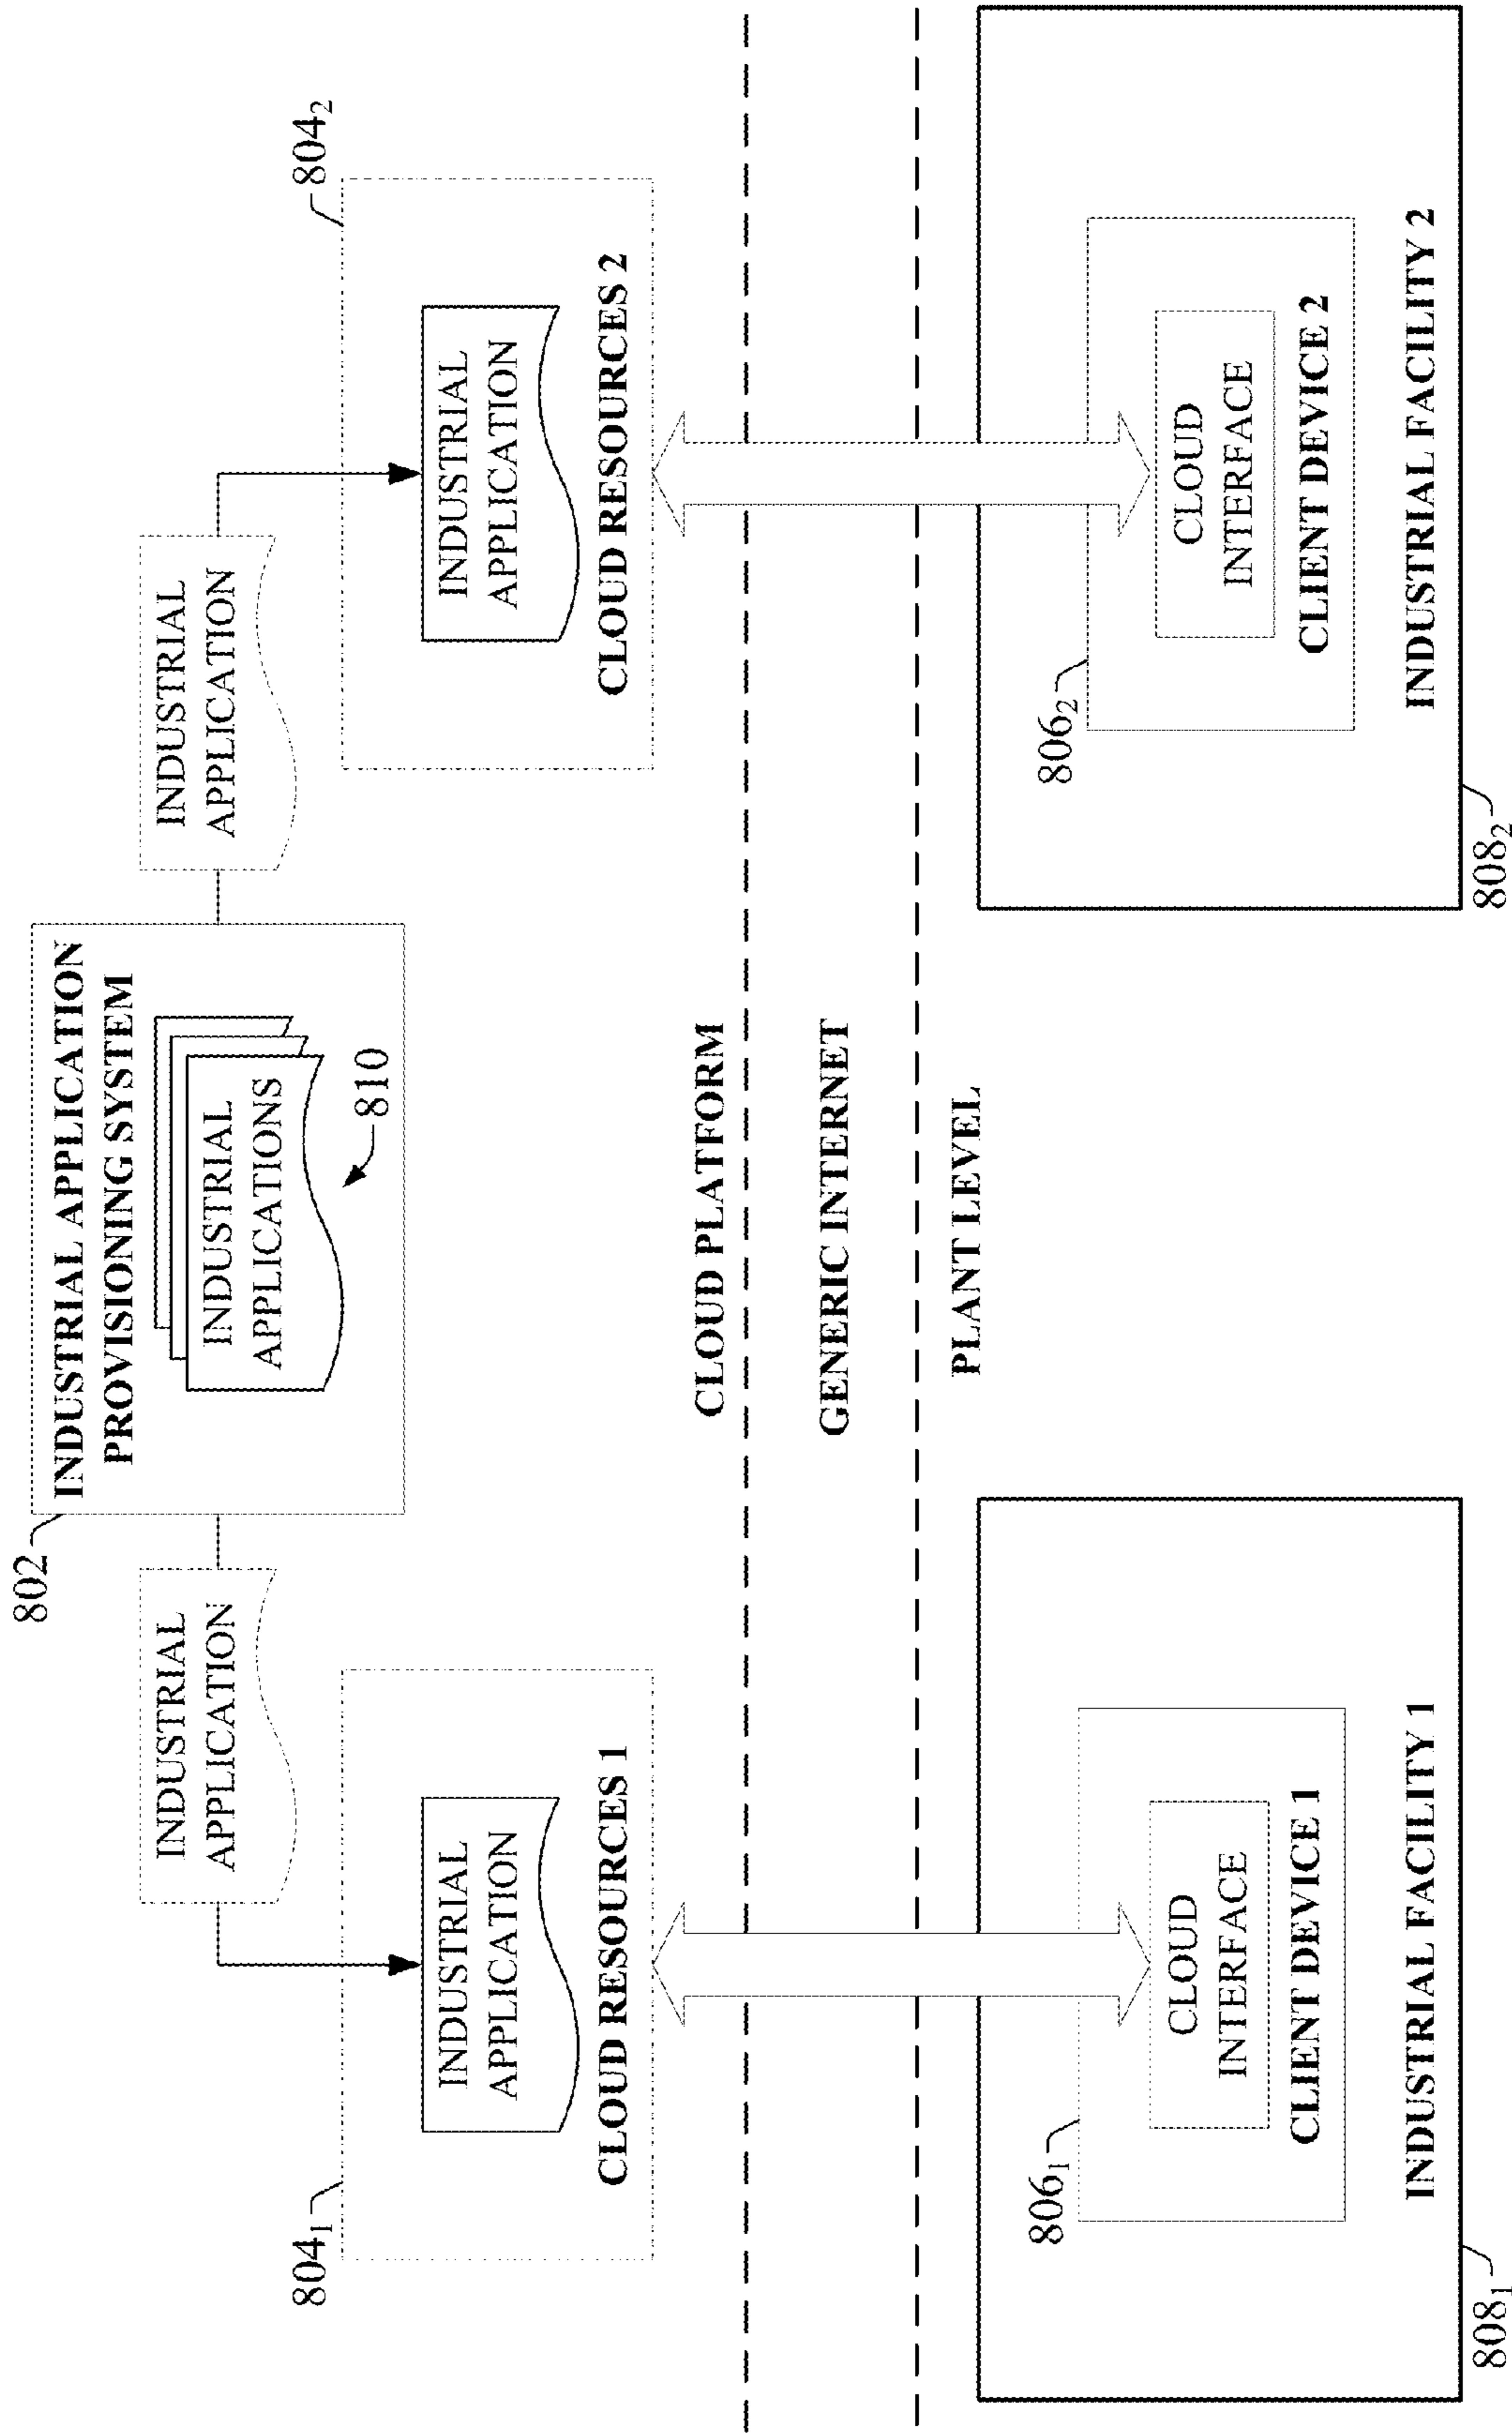 802
INDUSTRIAL APPLICATION
PROVISIONING SYSTEM
INDUSTRIAL
APPLICATIONS
810
INDUSTRIAL
APPLICATION
INDUSTRIAL
APPLICATION
804₁
INDUSTRIAL
APPLICATION
CLOUD RESOURCES 1
804₂
INDUSTRIAL
APPLICATION
CLOUD RESOURCES 2
CLOUD PLATFORM
GENERIC INTERNET
PLANT LEVEL
806₁
CLOUD
INTERFACE
CLIENT DEVICE 1
INDUSTRIAL FACILITY 1
808₁
806₂
CLOUD
INTERFACE
CLIENT DEVICE 2
INDUSTRIAL FACILITY 2
808₂